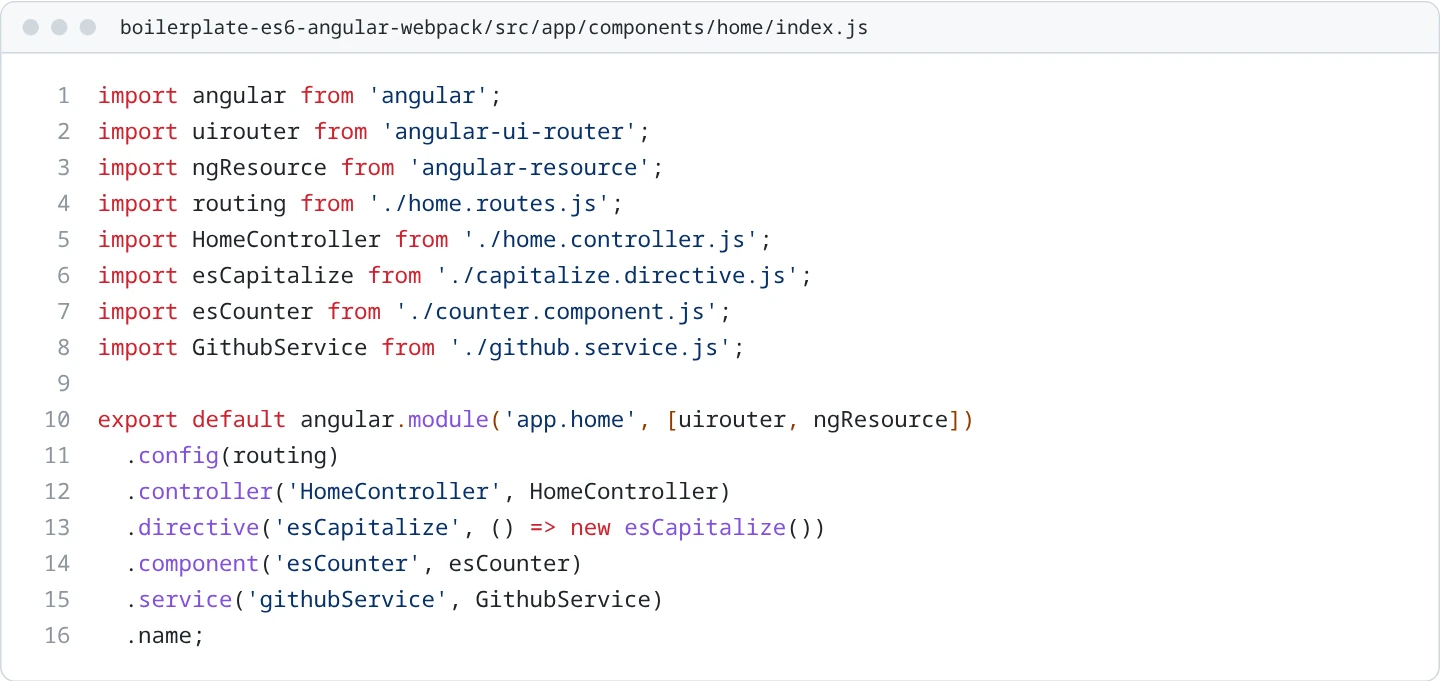 boilerplate-es6-angular-webpack/src/app/components/home/index.js
1 import angular from 'angular';
2 import uirouter from 'angular-ui-router';
3 import ngResource from 'angular-resource';
4 import routing from './home.routes.js';
5 import HomeController from './home.controller.js';
6 import esCapitalize from './capitalize.directive.js';
7 import esCounter from './counter.component.js';
8 import GithubService from './github.service.js';
9
10 export default angular.module('app.home', [uirouter, ngResource])
11   .config(routing)
12   .controller('HomeController', HomeController)
13   .directive('esCapitalize', () => new esCapitalize())
14   .component('esCounter', esCounter)
15   .service('githubService', GithubService)
16   .name;